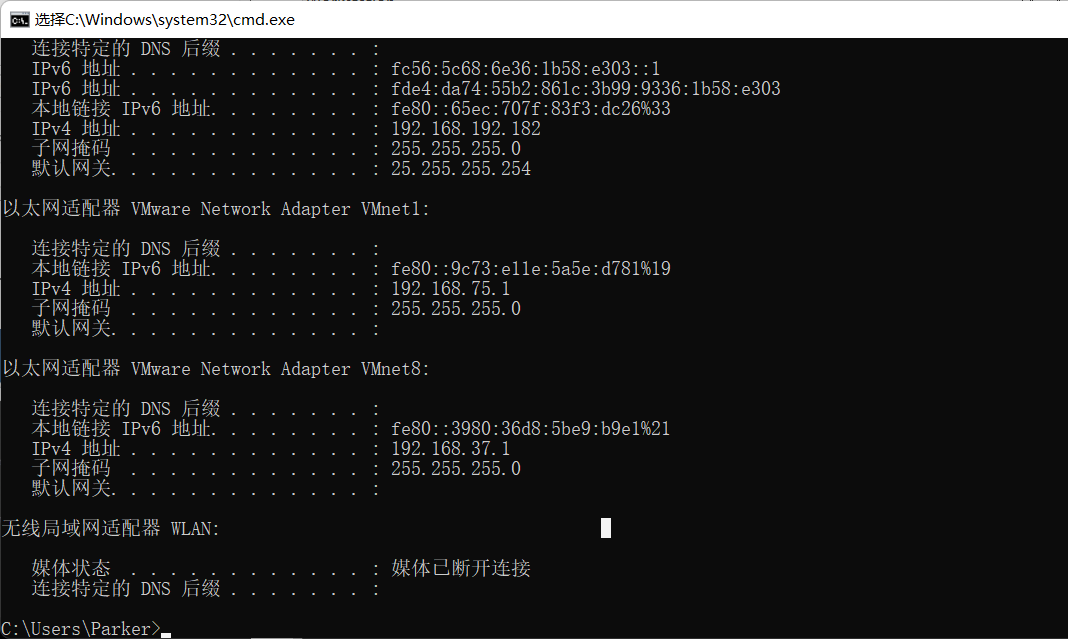 选择C:\Windows\system32\cmd.exe
连接特定的 DNS 后缀 . . . . . . . :
IPv6 地址 . . . . . . . . . . . . : fc56:5c68:6e36:1b58:e303::1
IPv6 地址 . . . . . . . . . . . . : fde4:da74:55b2:861c:3b99:9336:1b58:e303
本地链接 IPv6 地址. . . . . . . . : fe80::65ec:707f:83f3:dc26%33
IPv4 地址 . . . . . . . . . . . . : 192.168.192.182
子网掩码  . . . . . . . . . . . . : 255.255.255.0
默认网关. . . . . . . . . . . . . : 25.255.255.254
以太网适配器 VMware Network Adapter VMnet1:
连接特定的 DNS 后缀 . . . . . . . :
本地链接 IPv6 地址. . . . . . . . : fe80::9c73:e11e:5a5e:d781%19
IPv4 地址 . . . . . . . . . . . . : 192.168.75.1
子网掩码  . . . . . . . . . . . . : 255.255.255.0
默认网关. . . . . . . . . . . . . :
以太网适配器 VMware Network Adapter VMnet8:
连接特定的 DNS 后缀 . . . . . . . :
本地链接 IPv6 地址. . . . . . . . : fe80::3980:36d8:5be9:b9e1%21
IPv4 地址 . . . . . . . . . . . . : 192.168.37.1
子网掩码  . . . . . . . . . . . . : 255.255.255.0
默认网关. . . . . . . . . . . . . :
无线局域网适配器 WLAN:
媒体状态  . . . . . . . . . . . . : 媒体已断开连接
连接特定的 DNS 后缀 . . . . . . . :
C:\Users\Parker>